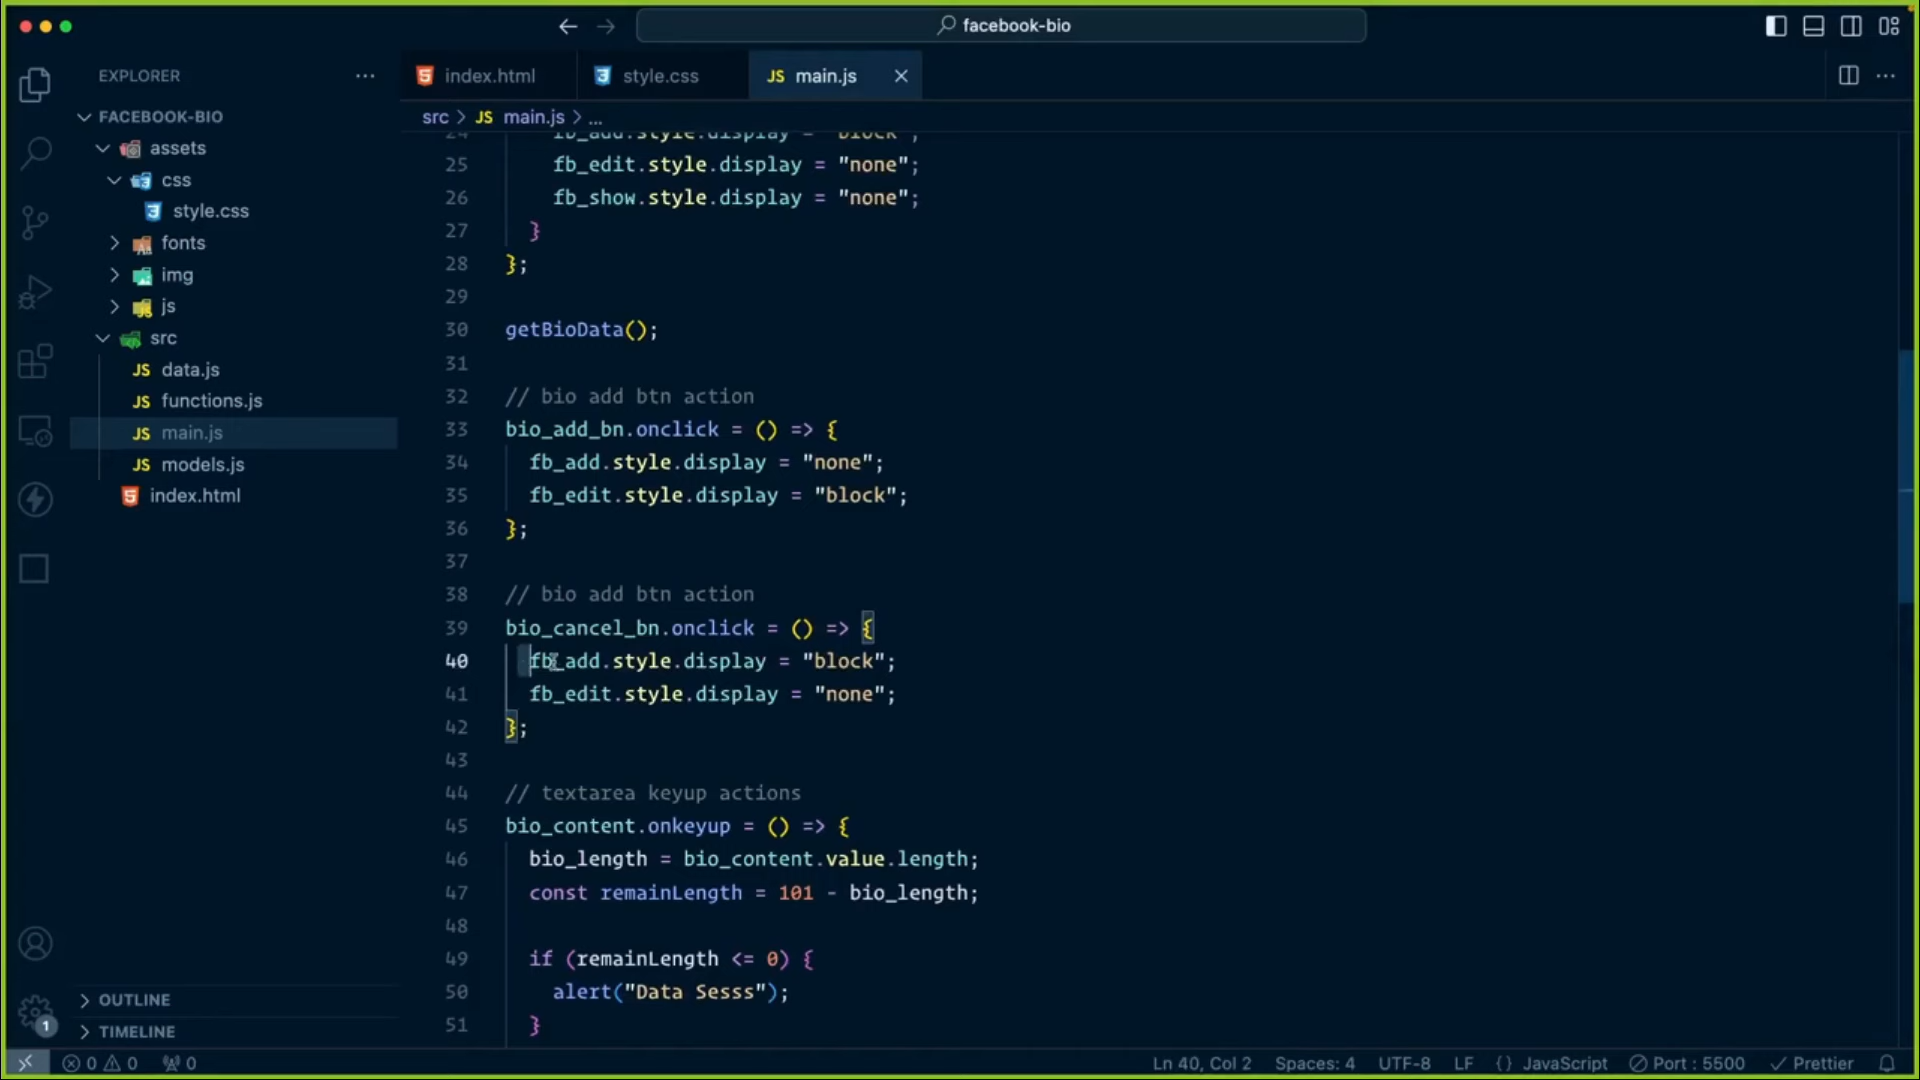 facebook-bio
EXPLORER
index.html
style.css
JS main.js
FACEBOOK-BIO
src > JS main.js > ...
assets
css
style.css
fonts
img
js
src
JS data.js
JS functions.js
JS main.js
JS models.js
index.html
24 fb_add.style.display = "block";
25 fb_edit.style.display = "none";
26 fb_show.style.display = "none";
27 }
28 };
29
30 getBioData();
31
32 // bio add btn action
33 bio_add_bn.onclick = () => {
34 fb_add.style.display = "none";
35 fb_edit.style.display = "block";
36 };
37
38 // bio add btn action
39 bio_cancel_bn.onclick = () => {
40 fb_add.style.display = "block";
41 fb_edit.style.display = "none";
42 };
43
44 // textarea keyup actions
45 bio_content.onkeyup = () => {
46 bio_length = bio_content.value.length;
47 const remainLength = 101 - bio_length;
48
49 if (remainLength <= 0) {
50 alert("Data Sesss");
51 }
OUTLINE
TIMELINE
1
0 0 0 Ln 40, Col 2 Spaces: 4 UTF-8 LF {} JavaScript Port : 5500 Prettier